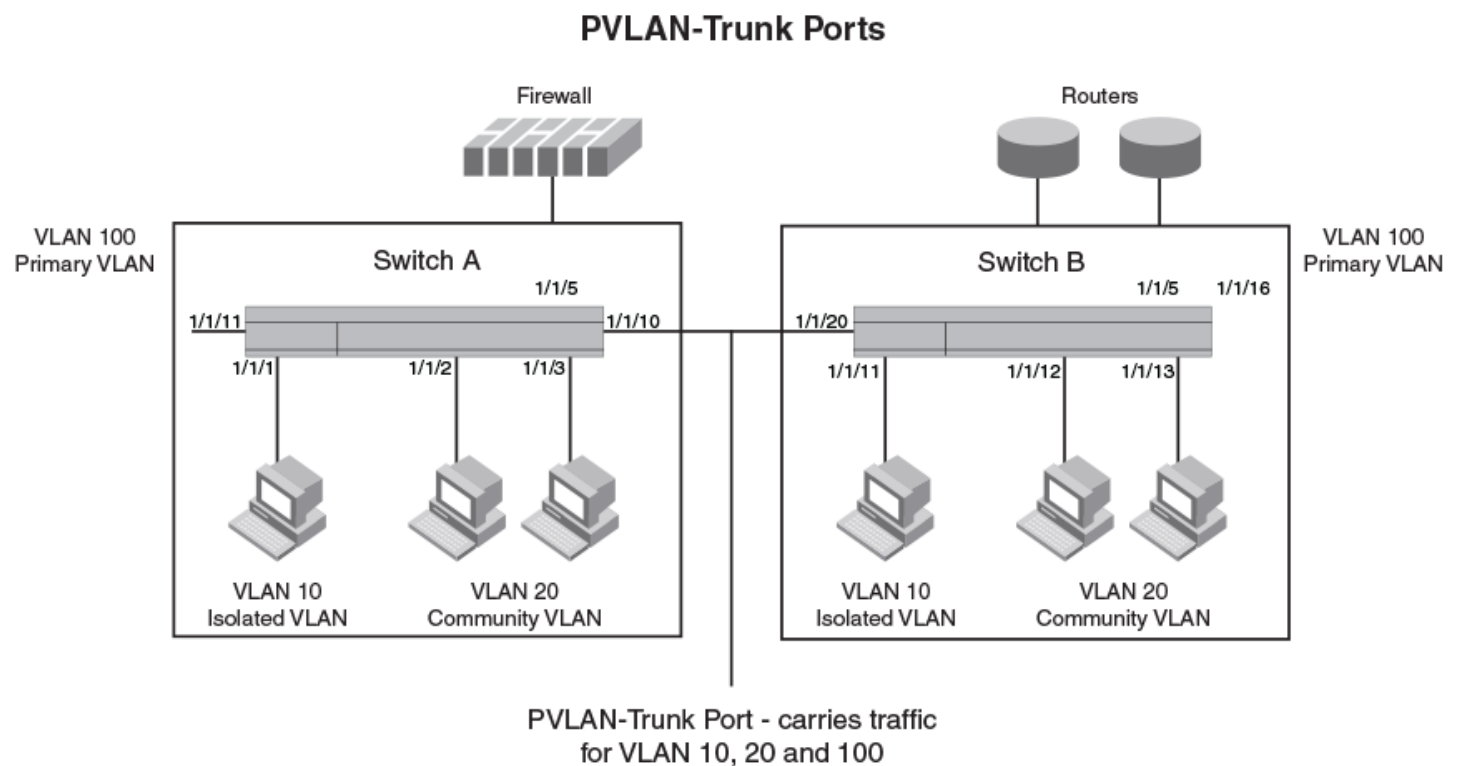 PVLAN-Trunk Ports
Firewall
Routers
VLAN 100
Primary VLAN
Switch A
1/1/5
1/1/11
1/1/10
1/1/1
1/1/2
1/1/3
VLAN 10
Isolated VLAN
VLAN 20
Community VLAN
Switch B
1/1/5
1/1/16
1/1/20
1/1/11
1/1/12
1/1/13
VLAN 10
Isolated VLAN
VLAN 20
Community VLAN
VLAN 100
Primary VLAN
PVLAN-Trunk Port - carries traffic
for VLAN 10, 20 and 100